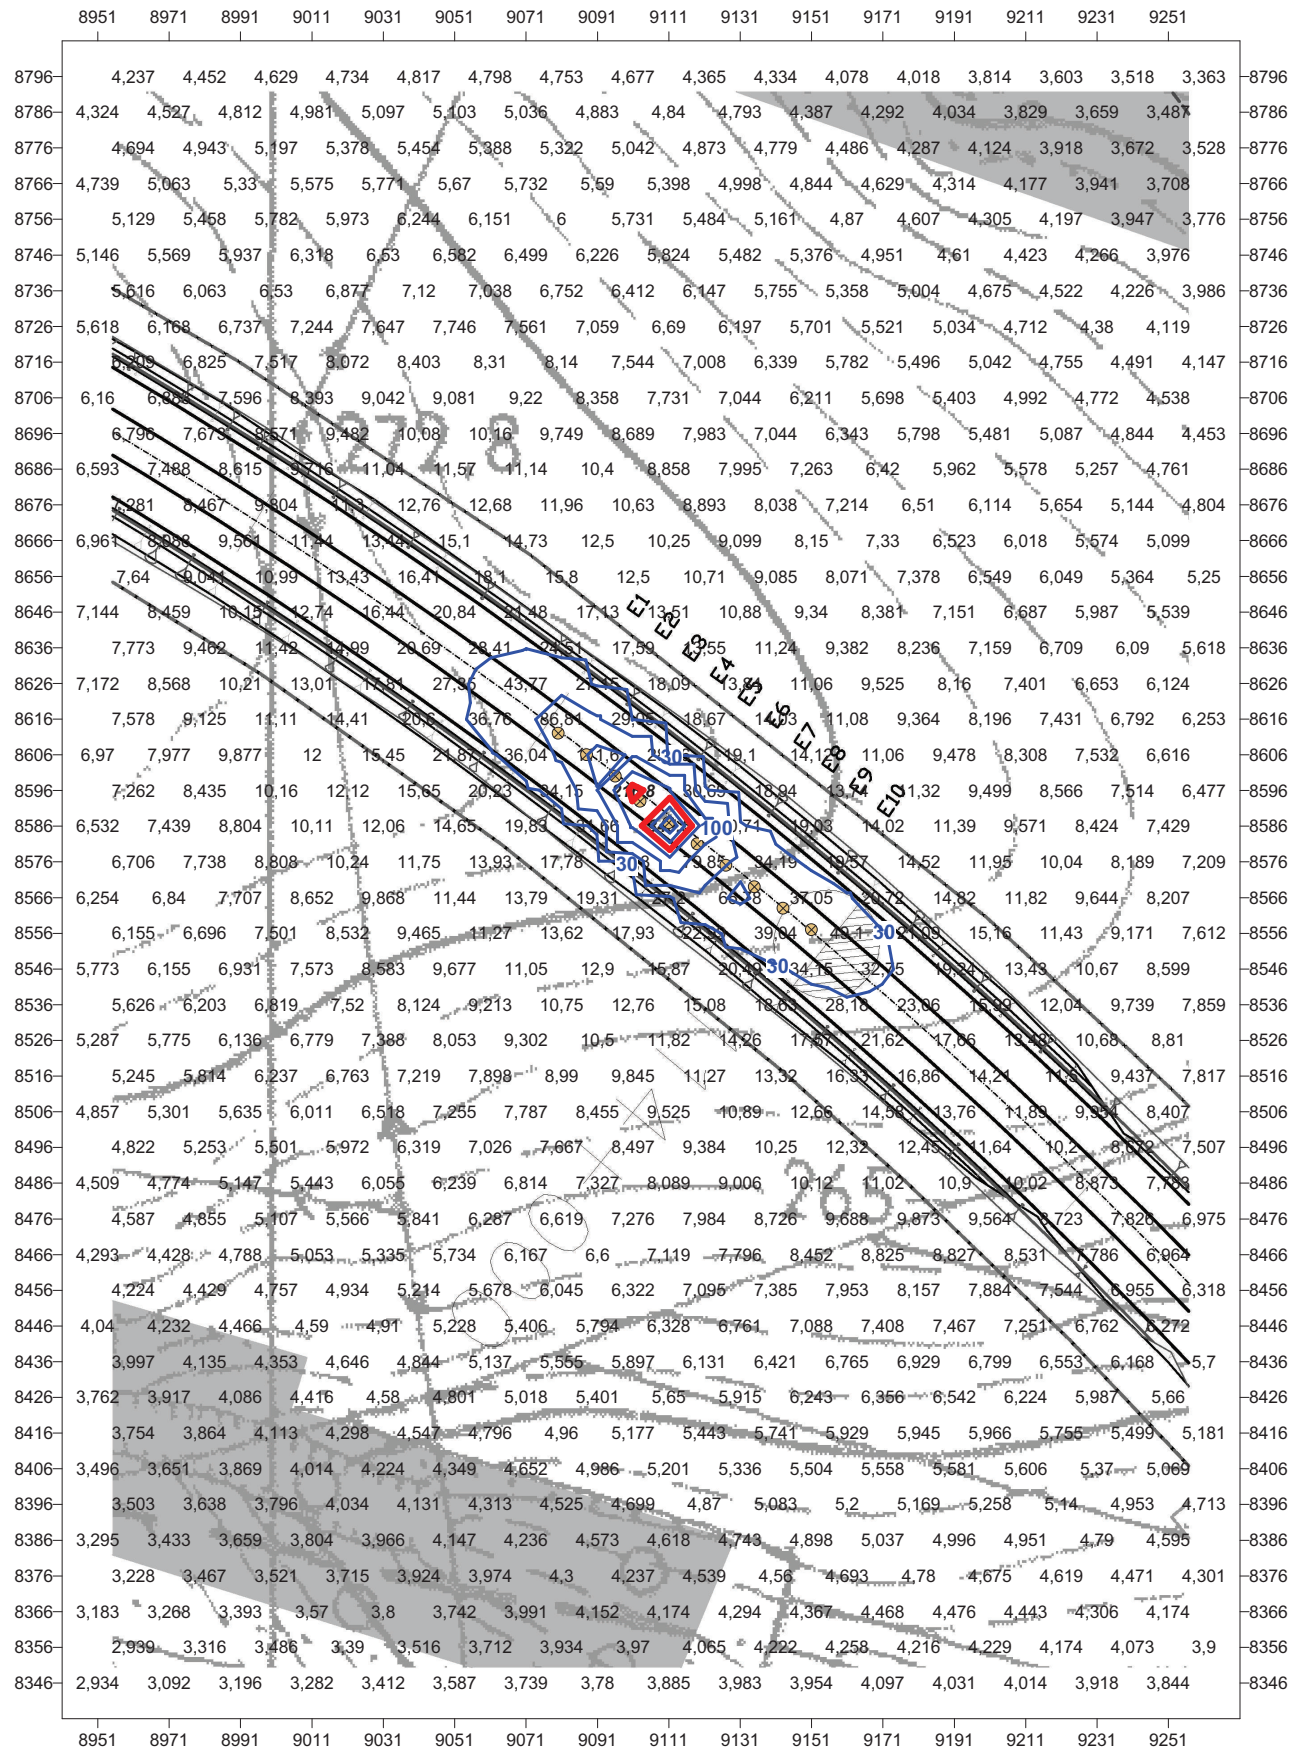 8951 8971 8991 9011 9031 9051 9071 9091 9111 9131 9151 9171 9191 9211 9231 9251
8796 4,237 4,452 4,629 4,734 4,817 4,798 4,753 4,677 4,365 4,334 4,078 4,018 3,814 3,603 3,518 3,363 8796
8786 4,324 4,527 4,812 4,981 5,097 5,103 5,036 4,883 4,84 4,793 4,387 4,292 4,034 3,829 3,659 3,487 8786
8776 4,694 4,943 5,197 5,378 5,454 5,388 5,322 5,042 4,873 4,779 4,486 4,287 4,124 3,918 3,672 3,528 8776
8766 4,739 5,063 5,33 5,575 5,771 5,67 5,732 5,59 5,398 4,998 4,844 4,629 4,314 4,177 3,941 3,708 8766
8756 5,129 5,458 5,782 5,973 6,244 6,151 6 5,731 5,484 5,161 4,87 4,607 4,305 4,197 3,947 3,776 8756
8746 5,146 5,569 5,937 6,318 6,53 6,582 6,499 6,226 5,824 5,482 5,376 4,951 4,61 4,423 4,266 3,976 8746
8736 5,616 6,063 6,53 6,877 7,12 7,038 6,752 6,412 6,147 5,755 5,358 5,004 4,675 4,522 4,226 3,986 8736
8726 5,618 6,168 6,737 7,244 7,647 7,746 7,561 7,059 6,69 6,197 5,701 5,521 5,034 4,712 4,38 4,119 8726
8716 6,825 7,517 8,072 8,403 8,31 8,14 7,544 7,008 6,339 5,782 5,496 5,042 4,755 4,491 4,147 8716
8706 6,16 7,596 8,393 9,042 9,081 9,22 8,358 7,731 7,044 6,211 5,698 5,403 4,992 4,772 4,538 8706
8696 6,796 7,673 8,571 9,482 10,08 10,16 9,749 8,689 7,983 7,044 6,343 5,798 5,481 5,087 4,844 4,453 8696
272,8
8686 6,593 7,488 8,615 9,716 11,04 11,57 11,14 10,4 8,858 7,995 7,263 6,42 5,962 5,578 5,257 4,761 8686
8676 7,281 8,467 9,804 11,3 12,76 12,68 11,96 10,63 8,893 8,038 7,214 6,51 6,114 5,654 5,144 4,804 8676
8666 6,961 9,561 11,44 13,44 15,1 14,73 12,5 10,25 9,099 8,15 7,33 6,523 6,018 5,574 5,099 8666
8656 7,64 9,041 10,99 13,43 16,41 18,1 15,8 12,5 10,71 9,085 8,071 7,378 6,549 6,049 5,364 5,25 8656
8646 7,144 8,459 10,15 12,74 16,44 20,84 21,48 17,13 13,51 10,88 9,34 8,381 7,151 6,687 5,987 5,539 8646
E1
E2
E3
E4
E5
E6
E7
E8
E9
E10
8636 7,773 9,462 11,42 14,99 20,69 28,41 24,51 17,59 11,24 9,382 8,236 7,159 6,709 6,09 5,618 8636
8626 7,172 8,568 10,21 13,01 17,81 43,77 18,09 11,06 9,525 8,16 7,401 6,653 6,124 8626
8616 7,578 9,125 11,11 14,41 20,6 36,76 86,81 18,67 11,08 9,364 8,196 7,431 6,792 6,253 8616
8606 6,97 7,977 9,877 12 15,45 21,87 36,04 30 19,1 11,06 9,478 8,308 7,532 6,616 8606
8596 7,262 8,435 10,16 12,12 15,65 20,23 18,94 11,32 9,499 8,566 7,514 6,477 8596
8586 6,532 7,439 8,804 10,11 12,06 14,65 19,83 100 19,03 14,02 11,39 9,571 8,424 7,429 8586
8576 6,706 7,738 8,808 10,24 11,75 13,93 17,78 30 34,19 19,57 14,52 11,95 10,04 8,189 7,209 8576
8566 6,254 6,84 7,707 8,652 9,868 11,44 13,79 19,31 37,05 20,72 14,82 11,82 9,644 8,207 8566
8556 6,155 6,696 7,501 8,532 9,465 11,27 13,62 17,93 39,04 49,1 30 21,09 15,16 11,43 9,171 7,612 8556
8546 5,773 6,155 6,931 7,573 8,583 9,677 11,05 12,9 15,87 20,49 30 34,15 32,75 19,24 13,43 10,67 8,599 8546
8536 5,626 6,203 6,819 7,52 8,124 9,213 10,75 12,76 15,08 18,63 28,18 23,06 15,99 12,04 9,739 7,859 8536
8526 5,287 5,775 6,136 6,779 7,388 8,053 9,302 10,5 11,82 14,26 17,57 21,62 17,66 13,48 10,68 8,81 8526
8516 5,245 5,814 6,237 6,763 7,219 7,898 8,99 9,845 11,27 13,32 16,33 16,86 14,21 11,5 9,437 7,817 8516
8506 4,857 5,301 5,635 6,011 6,518 7,255 7,787 8,455 9,525 10,89 12,66 14,58 13,76 11,89 9,954 8,407 8506
8496 4,822 5,253 5,501 5,972 6,319 7,026 7,667 8,497 9,384 10,25 12,32 12,45 11,64 10,2 8,672 7,507 8496
8486 4,509 4,774 5,147 5,443 6,055 6,239 6,814 7,327 8,089 9,006 10,12 11,02 10,9 10,02 8,873 7,783 8486
265
8476 4,587 4,855 5,107 5,566 5,841 6,287 6,619 7,276 7,984 8,726 9,688 9,873 9,564 8,723 7,826 6,975 8476
8466 4,293 4,428 4,788 5,053 5,335 5,734 6,167 6,6 7,119 7,796 8,452 8,825 8,827 8,531 7,786 6,964 8466
8456 4,224 4,429 4,757 4,934 5,214 5,678 6,045 6,322 7,095 7,385 7,953 8,157 7,884 7,544 6,955 6,318 8456
8446 4,04 4,232 4,466 4,59 4,91 5,228 5,406 5,794 6,328 6,761 7,088 7,408 7,467 7,251 6,762 6,272 8446
8436 3,997 4,135 4,353 4,646 4,844 5,137 5,555 5,897 6,131 6,421 6,765 6,929 6,799 6,553 6,168 5,7 8436
8426 3,762 3,917 4,086 4,416 4,58 4,801 5,018 5,401 5,65 5,915 6,243 6,356 6,542 6,224 5,987 5,66 8426
8416 3,754 3,864 4,113 4,298 4,547 4,796 4,96 5,177 5,443 5,741 5,929 5,945 5,966 5,755 5,499 5,181 8416
8406 3,496 3,651 3,869 4,014 4,224 4,349 4,652 4,986 5,201 5,336 5,504 5,558 5,581 5,606 5,37 5,069 8406
8396 3,503 3,638 3,796 4,034 4,131 4,313 4,525 4,699 4,87 5,083 5,2 5,169 5,258 5,14 4,953 4,713 8396
8386 3,295 3,433 3,659 3,804 3,966 4,147 4,236 4,573 4,618 4,743 4,898 5,037 4,996 4,951 4,79 4,595 8386
8376 3,228 3,467 3,521 3,715 3,924 3,974 4,3 4,237 4,539 4,56 4,693 4,78 4,675 4,619 4,471 4,301 8376
8366 3,183 3,268 3,393 3,57 3,8 3,742 3,991 4,152 4,174 4,294 4,367 4,468 4,476 4,443 4,306 4,174 8366
8356 2,939 3,316 3,486 3,39 3,516 3,712 3,934 3,97 4,065 4,222 4,258 4,216 4,229 4,174 4,073 3,9 8356
8346 2,934 3,092 3,196 3,282 3,412 3,587 3,739 3,78 3,885 3,983 3,954 4,097 4,031 4,014 3,918 3,844 8346
8951 8971 8991 9011 9031 9051 9071 9091 9111 9131 9151 9171 9191 9211 9231 9251